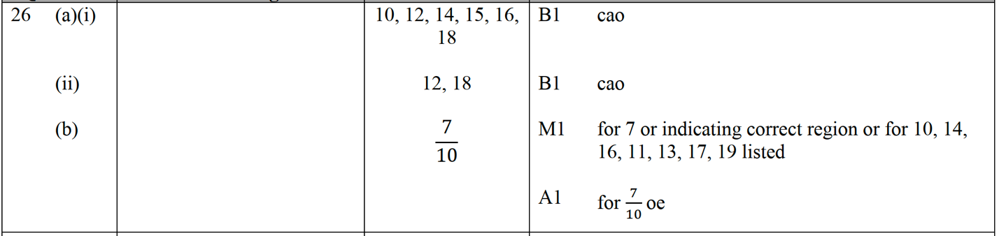 26 (a)(i) 10, 12, 14, 15, 16, B1 cao
18
(ii) 12, 18 B1 cao
(b) 7/10 M1 for 7 or indicating correct region or for 10, 14,
16, 11, 13, 17, 19 listed
A1 for 7/10 oe